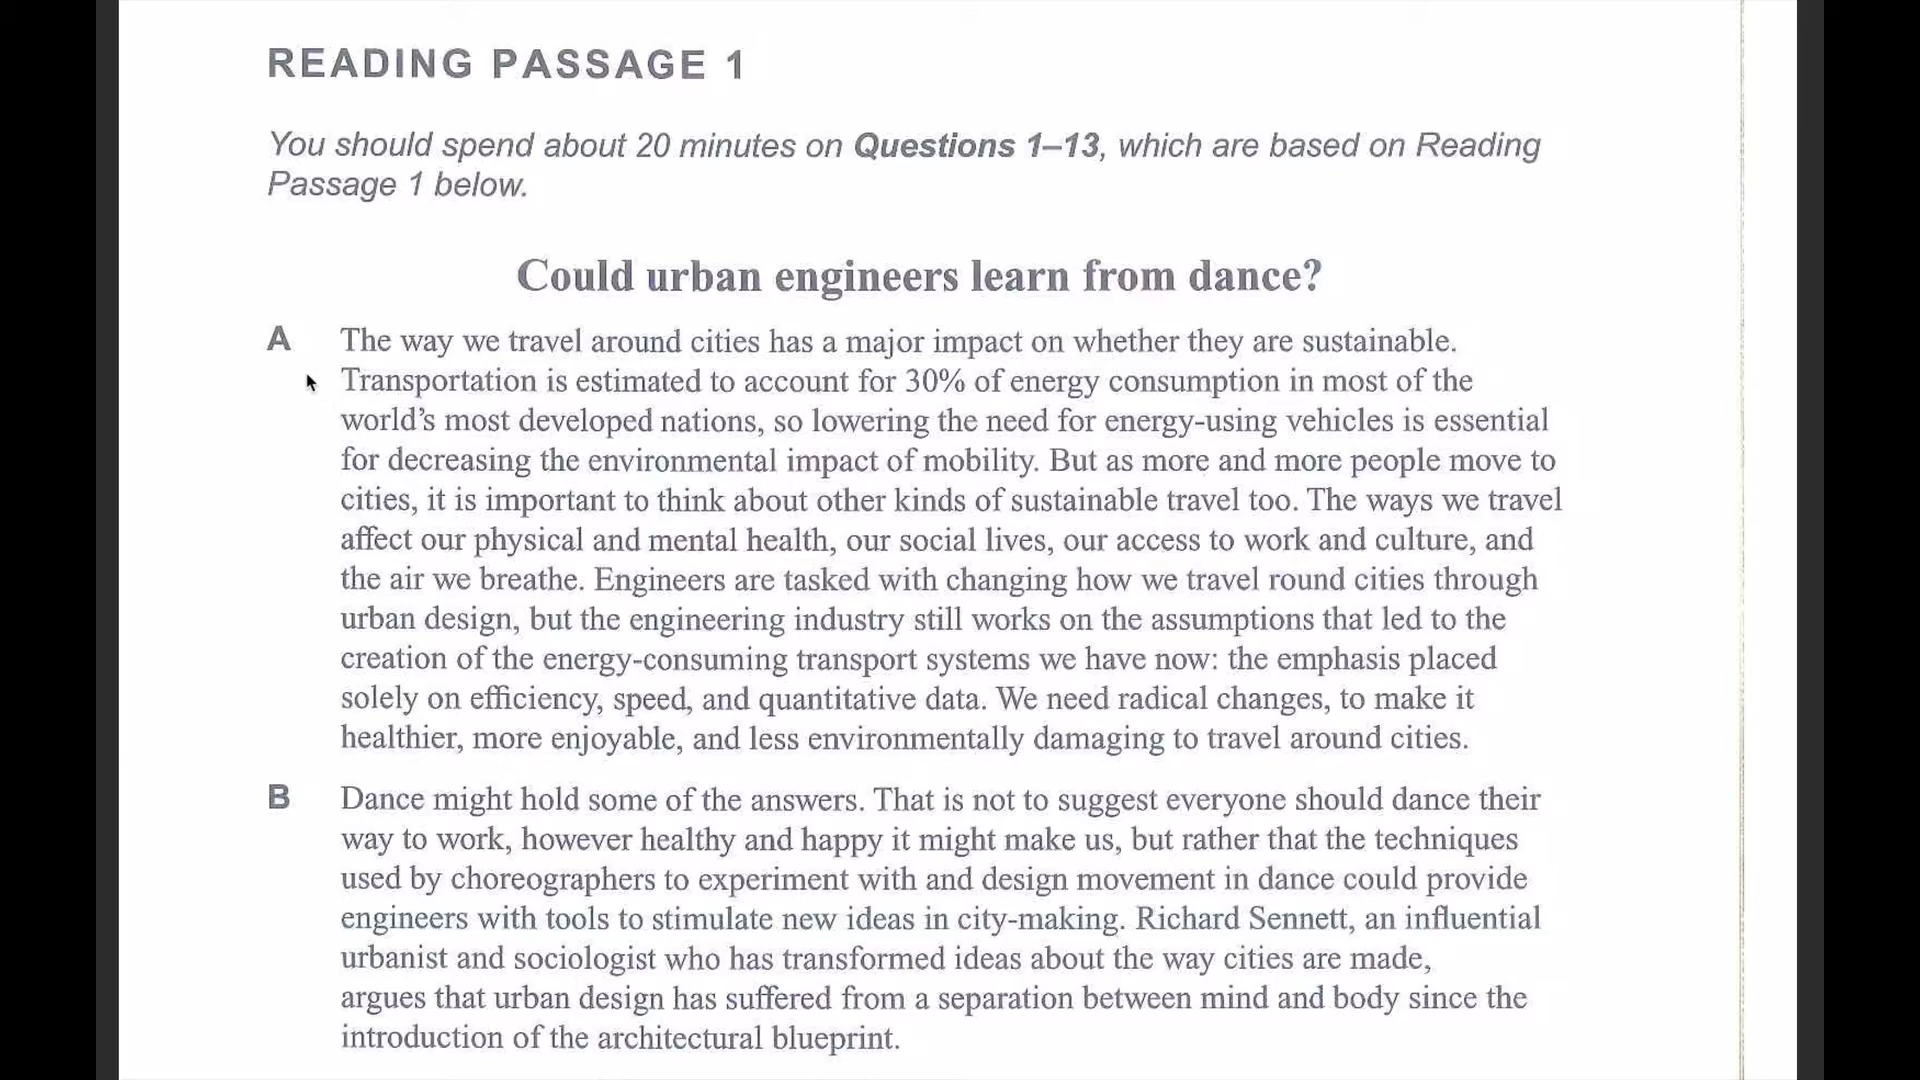 READING PASSAGE 1
You should spend about 20 minutes on Questions 1–13, which are based on Reading
Passage 1 below.
Could urban engineers learn from dance?
A The way we travel around cities has a major impact on whether they are sustainable.
Transportation is estimated to account for 30% of energy consumption in most of the
world's most developed nations, so lowering the need for energy-using vehicles is essential
for decreasing the environmental impact of mobility. But as more and more people move to
cities, it is important to think about other kinds of sustainable travel too. The ways we travel
affect our physical and mental health, our social lives, our access to work and culture, and
the air we breathe. Engineers are tasked with changing how we travel round cities through
urban design, but the engineering industry still works on the assumptions that led to the
creation of the energy-consuming transport systems we have now: the emphasis placed
solely on efficiency, speed, and quantitative data. We need radical changes, to make it
healthier, more enjoyable, and less environmentally damaging to travel around cities.
B Dance might hold some of the answers. That is not to suggest everyone should dance their
way to work, however healthy and happy it might make us, but rather that the techniques
used by choreographers to experiment with and design movement in dance could provide
engineers with tools to stimulate new ideas in city-making. Richard Sennett, an influential
urbanist and sociologist who has transformed ideas about the way cities are made,
argues that urban design has suffered from a separation between mind and body since the
introduction of the architectural blueprint.